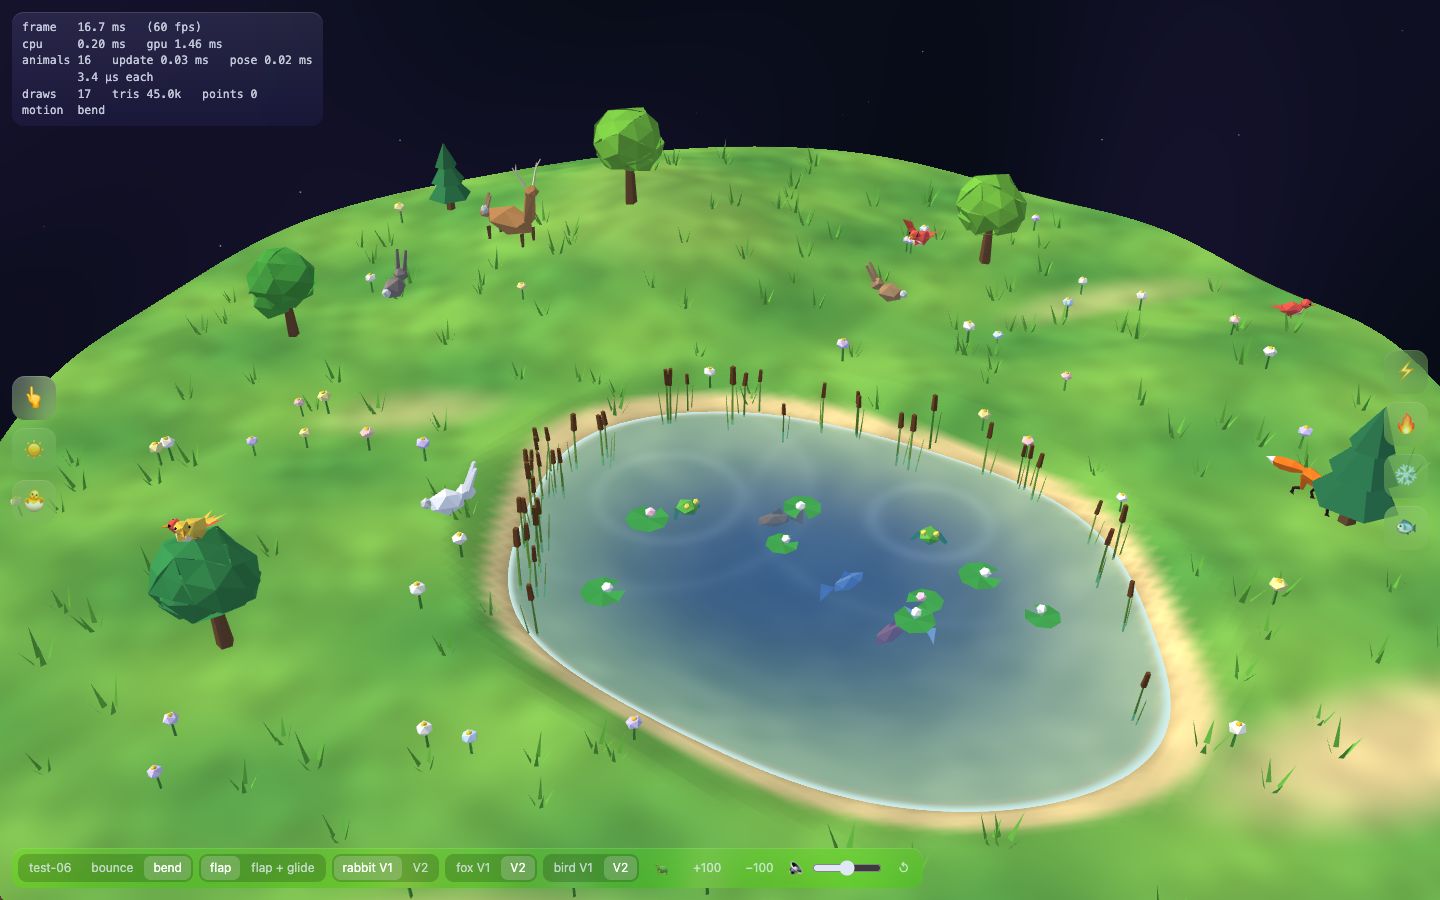 frame 16.7 ms (60 fps)
cpu 0.20 ms gpu 1.46 ms
animals 16 update 0.03 ms pose 0.02 ms
3.4 µs each
draws 17 tris 45.0k points 0
motion bend
test-06 bounce bend flap flap + glide rabbit V1 V2 fox V1 V2 bird V1 V2 +100 −100